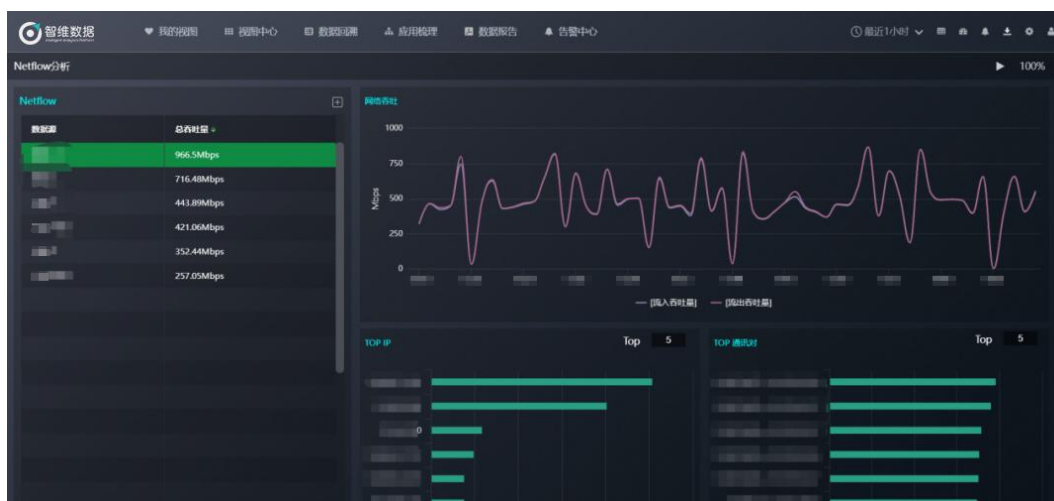 智维数据
我的视图 视图中心 数据回溯 应用梳理 数据报告 告警中心 最近1小时
Netflow分析 100%
Netflow
数据源 总吞吐量
966.5Mbps
716.48Mbps
443.89Mbps
421.06Mbps
352.44Mbps
257.05Mbps
网络吞吐
1000
750
500
250
0
Mbps
[流入吞吐量] [流出吞吐量]
TOP IP Top 5
0
TOP 通讯对 Top 5